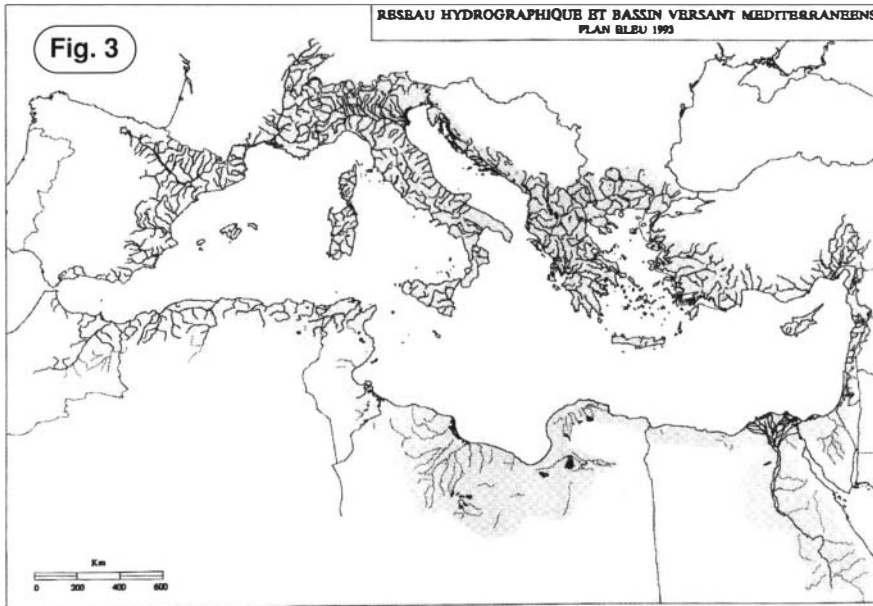 RESEAU HYDROGRAPHIQUE ET BASSIN VERSANT MEDITERRANEENS
PLAN BLEU 1993
Fig. 3
Km
0 200 400 600